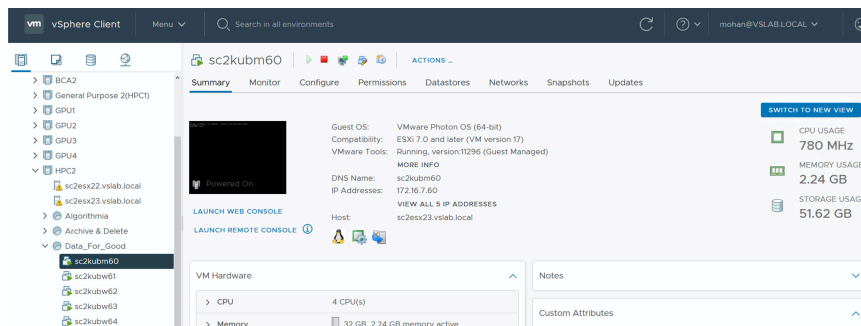 vm vSphere Client Menu Search in all environments mohan@VSLAB.LOCAL
sc2kubm60 ACTIONS
Summary Monitor Configure Permissions Datastores Networks Snapshots Updates
BCA2
General Purpose 2(HPC1)
GPU1
GPU2
GPU3
GPU4
HPC2
sc2esx22.vslab.local
sc2esx23.vslab.local
Algorithmia
Archive & Delete
Data_For_Good
sc2kubm60
sc2kubw61
sc2kubw62
sc2kubw63
sc2kubw64
Powered On
LAUNCH WEB CONSOLE
LAUNCH REMOTE CONSOLE
Guest OS: VMware Photon OS (64-bit)
Compatibility: ESXi 7.0 and later (VM version 17)
VMware Tools: Running, version:11296 (Guest Managed)
MORE INFO
DNS Name: sc2kubm60
IP Addresses: 172.16.7.60
VIEW ALL 5 IP ADDRESSES
Host: sc2esx23.vslab.local
SWITCH TO NEW VIEW
CPU USAGE
780 MHz
MEMORY USAGE
2.24 GB
STORAGE USAG
51.62 GB
VM Hardware
CPU 4 CPU(s)
Memory 32 GB, 2.24 GB memory active
Notes
Custom Attributes